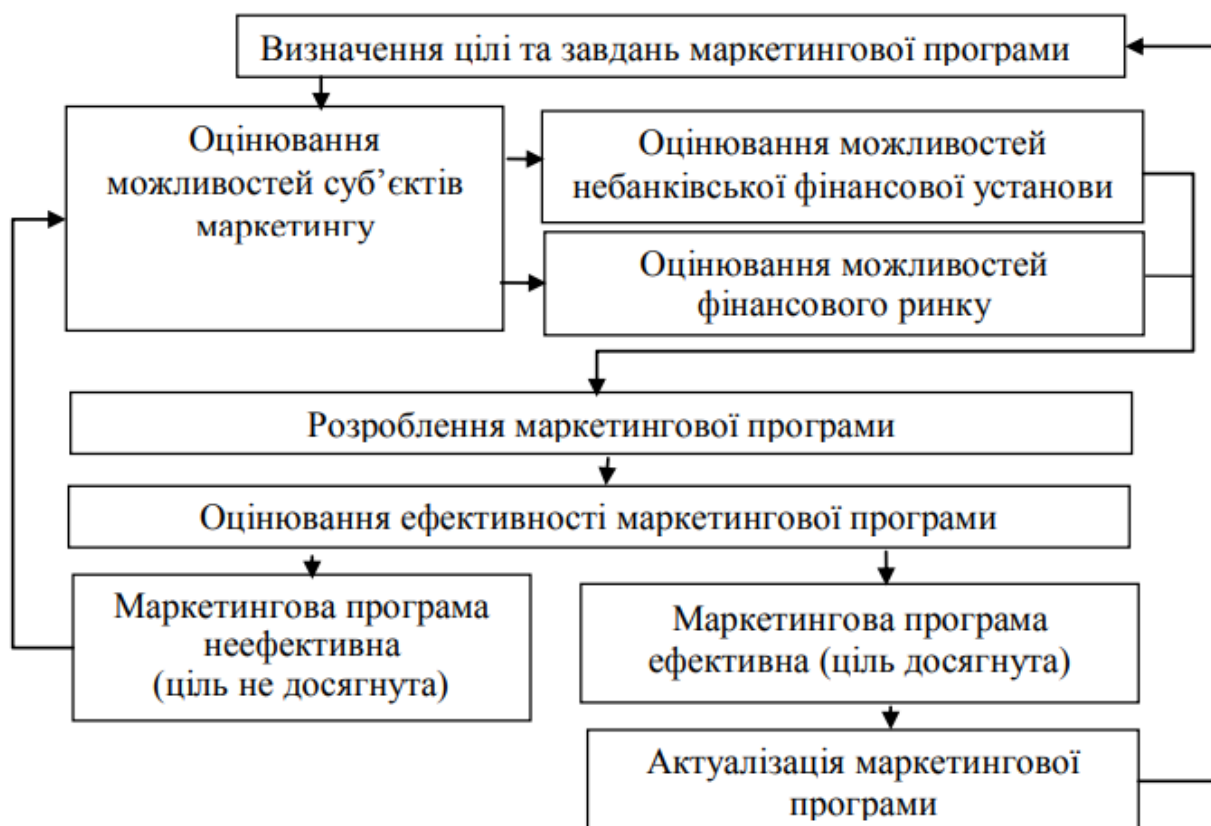 Визначення цілі та завдань маркетингової програми
Оцінювання
можливостей суб’єктів
маркетингу
Оцінювання можливостей
небанківської фінансової установи
Оцінювання можливостей
фінансового ринку
Розроблення маркетингової програми
Оцінювання ефективності маркетингової програми
Маркетингова програма
неефективна
(ціль не досягнута)
Маркетингова програма
ефективна (ціль досягнута)
Актуалізація маркетингової
програми